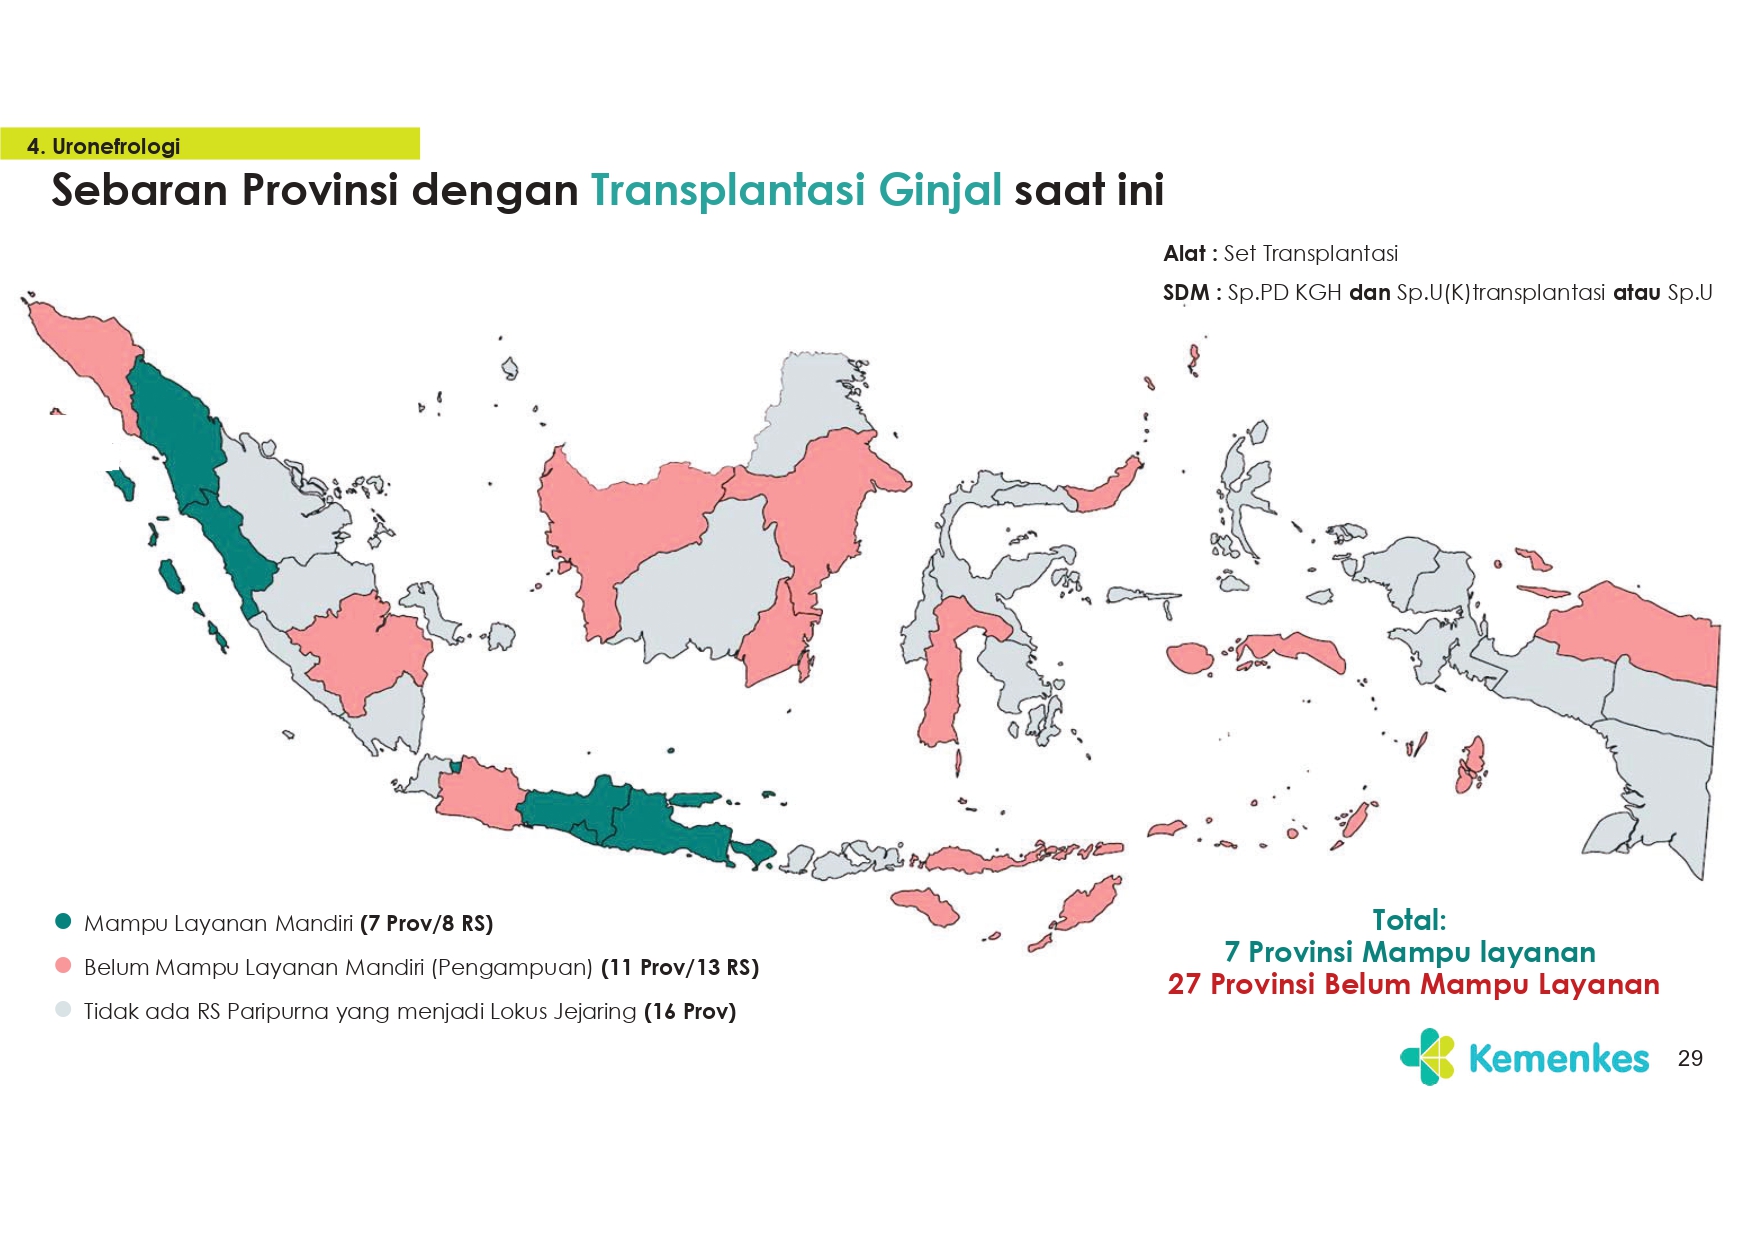 4. Uronefrologi
Sebaran Provinsi dengan Transplantasi Ginjal saat ini
Alat : Set Transplantasi
SDM : Sp.PD KGH dan Sp.U(K)transplantasi atau Sp.U
Mampu Layanan Mandiri (7 Prov/8 RS)
Belum Mampu Layanan Mandiri (Pengampuan) (11 Prov/13 RS)
Tidak ada RS Paripurna yang menjadi Lokus Jejaring (16 Prov)
Total:
7 Provinsi Mampu layanan
27 Provinsi Belum Mampu Layanan
Kemenkes
29